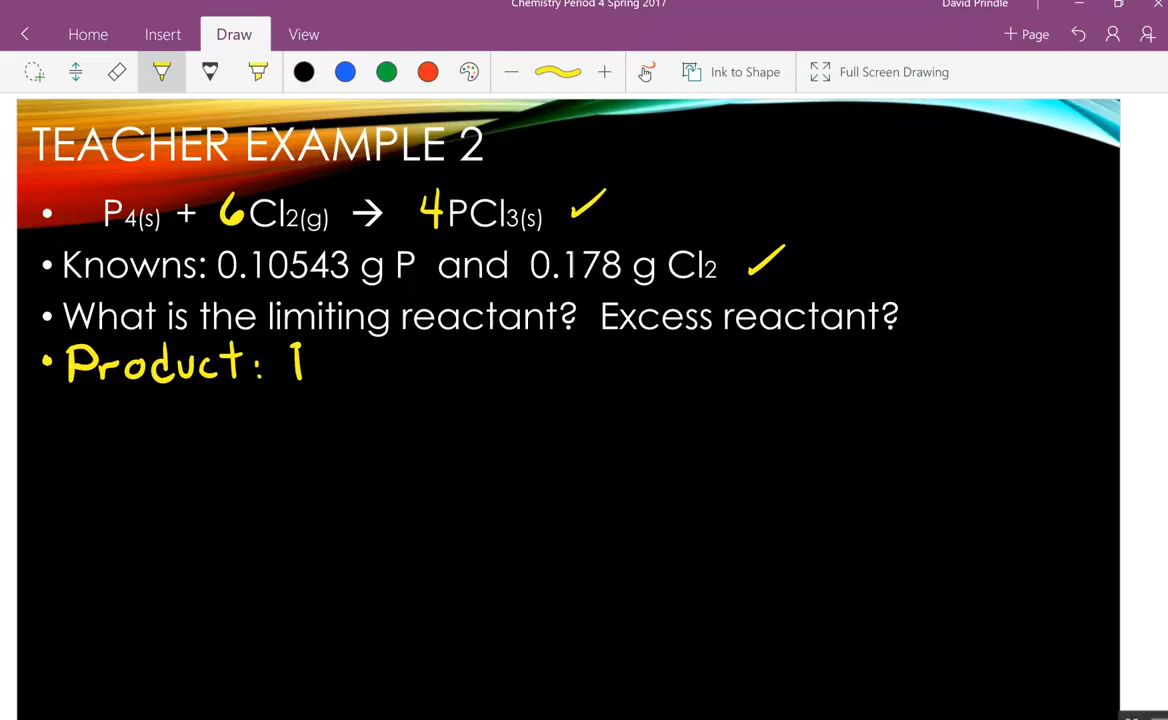 Chemistry Period 4 Spring 2017 David Prindle
Home Insert Draw View + Page
Ink to Shape Full Screen Drawing
TEACHER EXAMPLE 2
• P4(s) + 6Cl2(g) → 4PCl3(s) ✓
• Knowns: 0.10543 g P and 0.178 g Cl2 ✓
• What is the limiting reactant? Excess reactant?
• Product: I